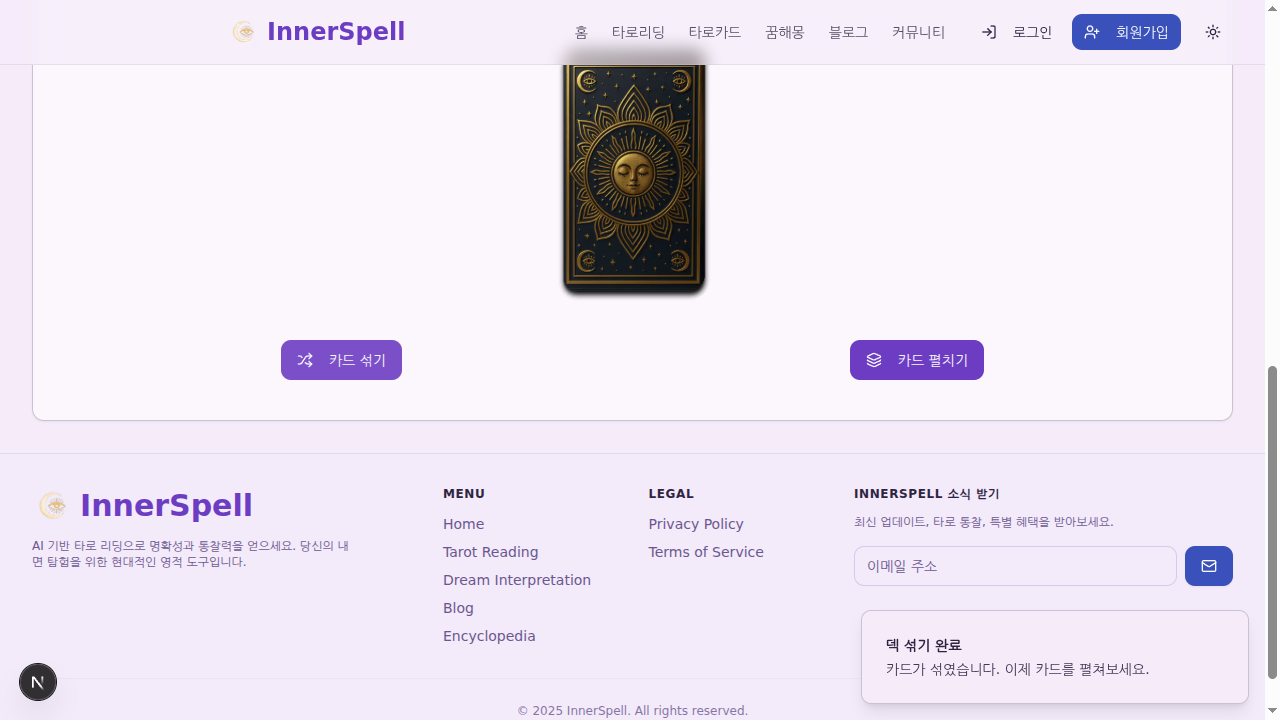 InnerSpell
홈
타로리딩
타로카드
꿈해몽
블로그
커뮤니티
로그인
회원가입
카드 섞기
카드 펼치기
InnerSpell
AI 기반 타로 리딩으로 명확성과 통찰력을 얻으세요. 당신의 내
면 탐험을 위한 현대적인 영적 도구입니다.
MENU
Home
Tarot Reading
Dream Interpretation
Blog
Encyclopedia
LEGAL
Privacy Policy
Terms of Service
INNERSPELL 소식 받기
최신 업데이트, 타로 통찰, 특별 혜택을 받아보세요.
이메일 주소
덱 섞기 완료
카드가 섞였습니다. 이제 카드를 펼쳐보세요.
N
© 2025 InnerSpell. All rights reserved.